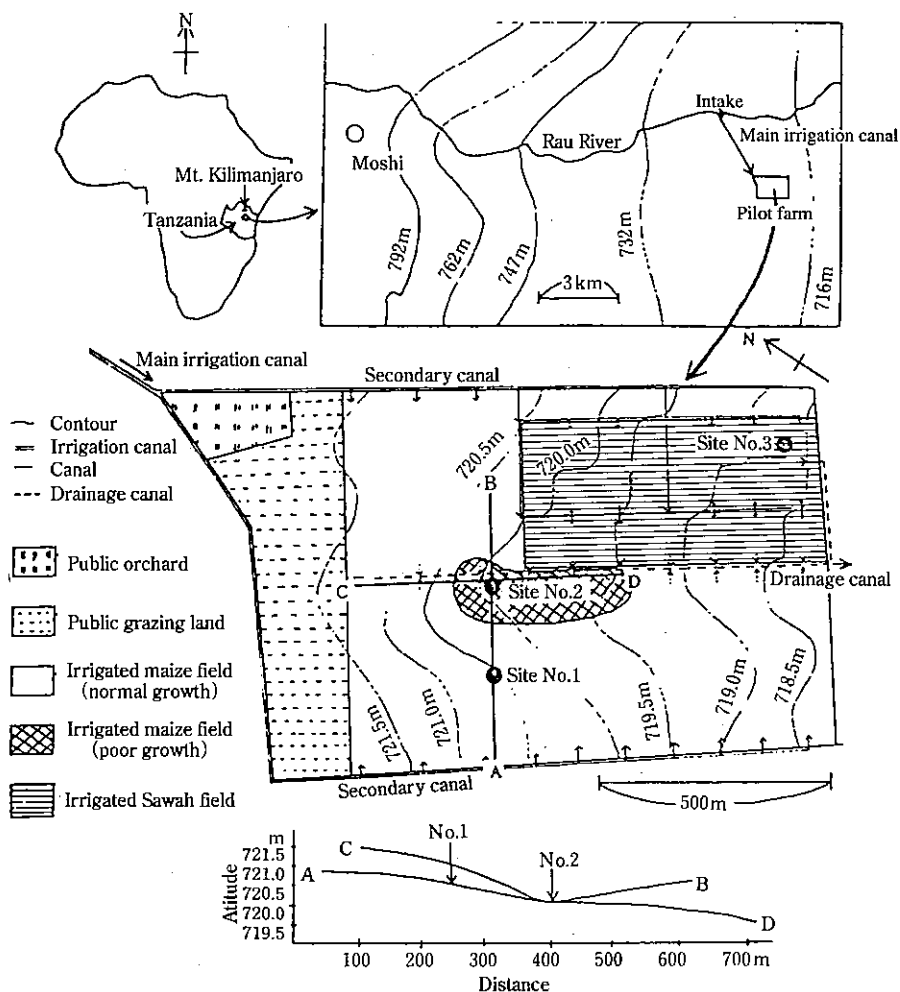 N
Mt. Kilimanjaro
Tanzania
Moshi
Rau River
Intake
Main irrigation canal
Pilot farm
792m
762m
747m
732m
716m
3km
N
Main irrigation canal
Secondary canal
Contour
Irrigation canal
Canal
Drainage canal
Public orchard
Public grazing land
Irrigated maize field
(normal growth)
Irrigated maize field
(poor growth)
Irrigated Sawah field
720.5m
720.0m
Site No.3
B
C
Site No.2
D
Drainage canal
Site No.1
721.5m
721.0m
719.5m
719.0m
718.5m
A
Secondary canal
500m
m
721.5
721.0
720.5
720.0
719.5
Atitude
C
A
No.1
No.2
B
D
100 200 300 400 500 600 700m
Distance